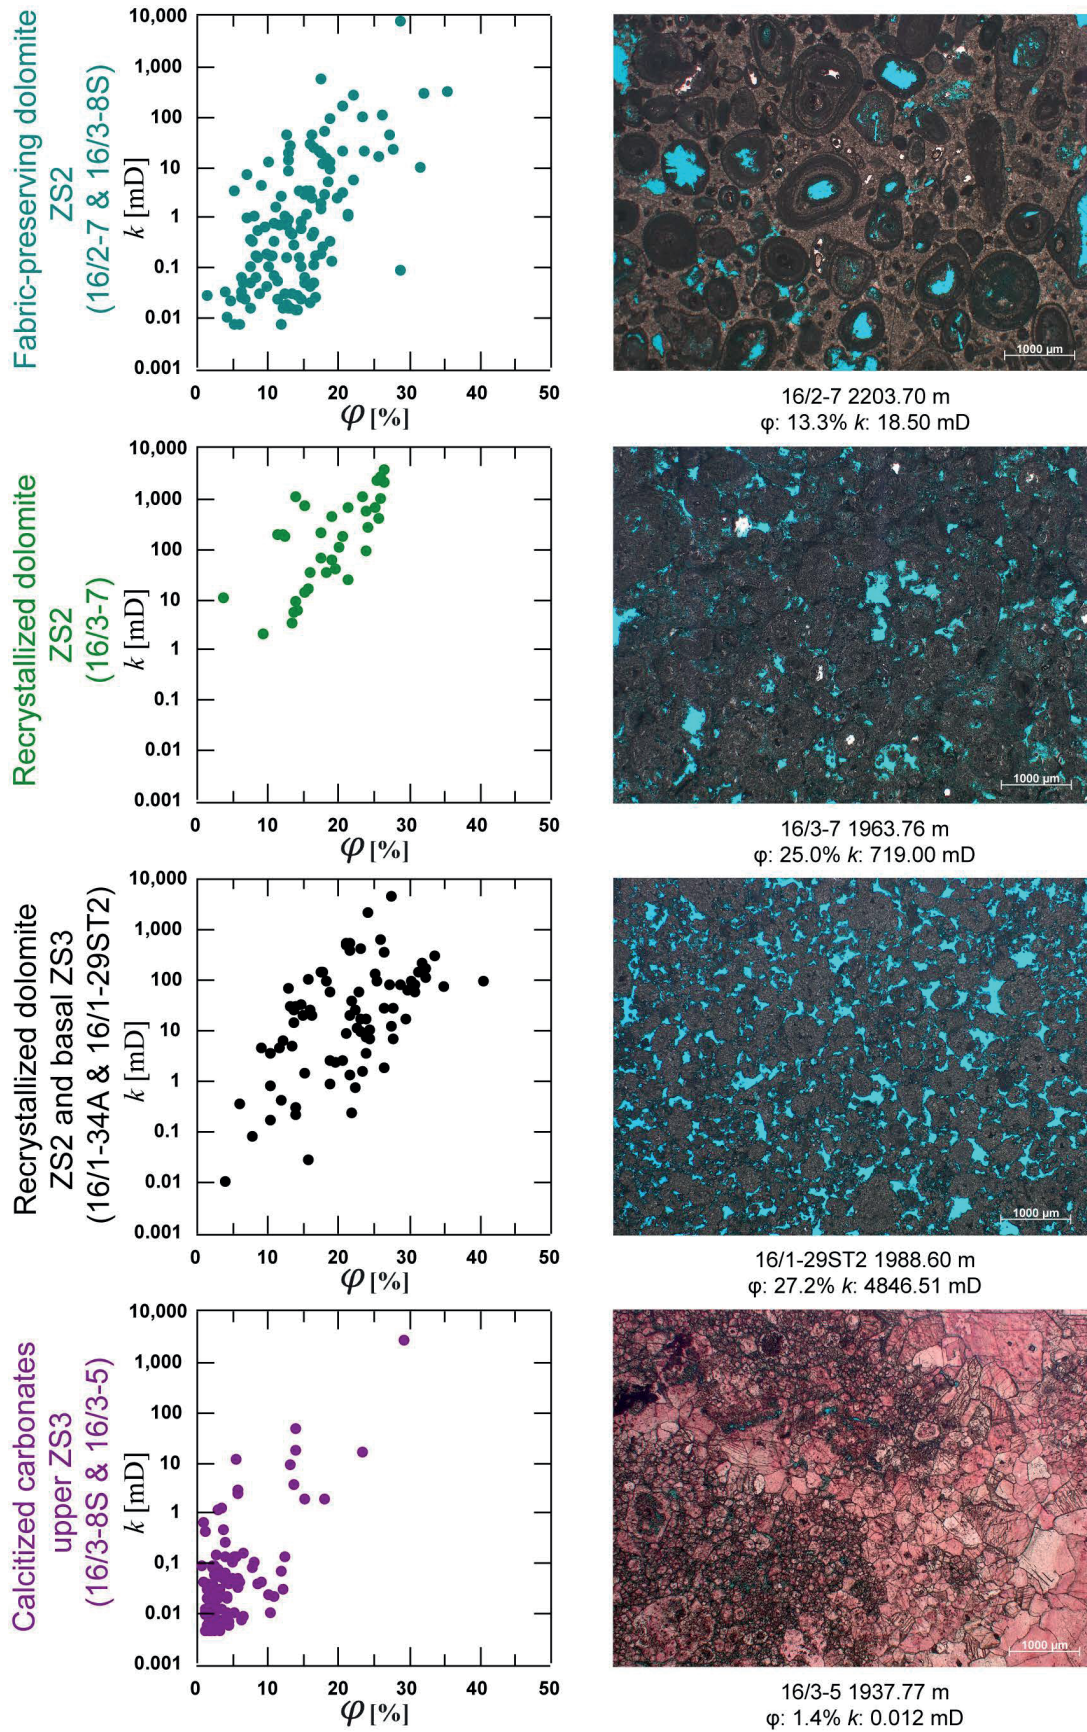 Fabric-preserving dolomite
ZS2
(16/2-7 & 16/3-8S)
k [mD]
10,000
1,000
100
10
1
0.1
0.01
0.001
0 10 20 30 40 50
φ [%]
1000 µm
16/2-7 2203.70 m
φ: 13.3% k: 18.50 mD
Recrystallized dolomite
ZS2
(16/3-7)
k [mD]
10,000
1,000
100
10
1
0.1
0.01
0.001
0 10 20 30 40 50
φ [%]
1000 µm
16/3-7 1963.76 m
φ: 25.0% k: 719.00 mD
Recrystallized dolomite
ZS2 and basal ZS3
(16/1-34A & 16/1-29ST2)
k [mD]
10,000
1,000
100
10
1
0.1
0.01
0.001
0 10 20 30 40 50
φ [%]
1000 µm
16/1-29ST2 1988.60 m
φ: 27.2% k: 4846.51 mD
Calcitized carbonates
upper ZS3
(16/3-8S & 16/3-5)
k [mD]
10,000
1,000
100
10
1
0,1
0.01
0.001
0 10 20 30 40 50
φ [%]
1000 µm
16/3-5 1937.77 m
φ: 1.4% k: 0.012 mD